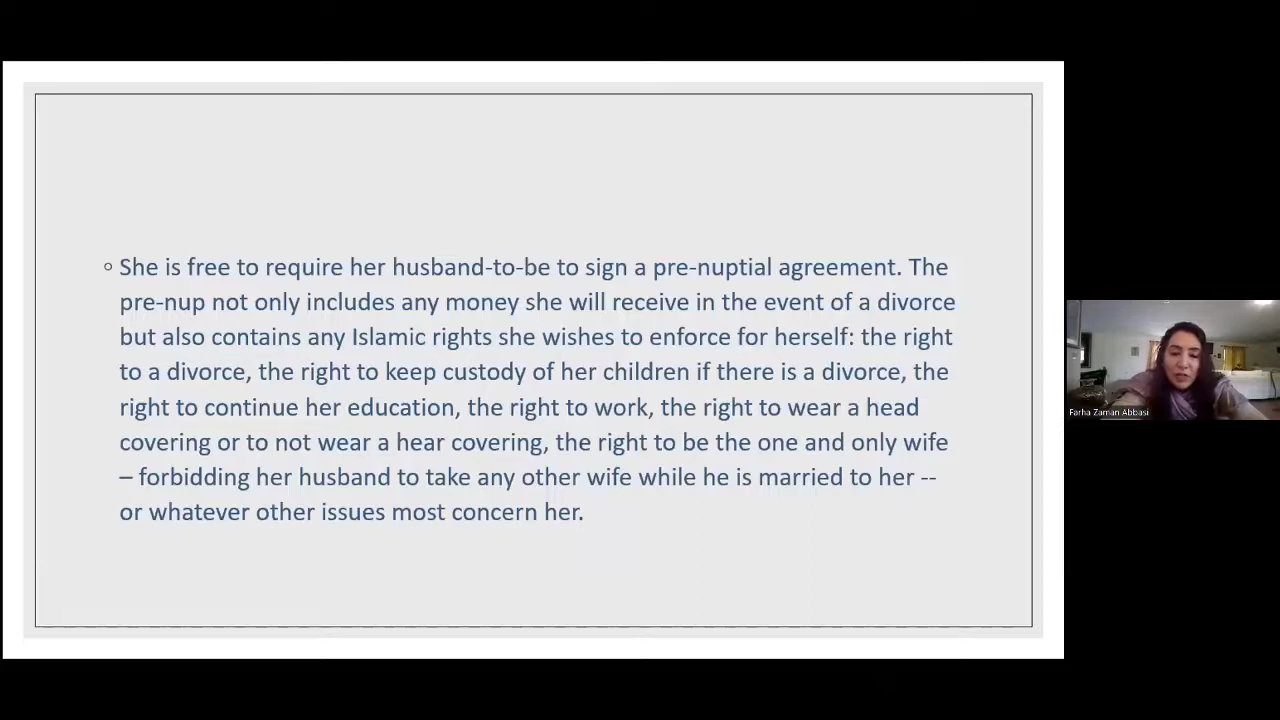 ◦ She is free to require her husband-to-be to sign a pre-nuptial agreement. The
pre-nup not only includes any money she will receive in the event of a divorce
but also contains any Islamic rights she wishes to enforce for herself: the right
to a divorce, the right to keep custody of her children if there is a divorce, the
right to continue her education, the right to work, the right to wear a head
covering or to not wear a hear covering, the right to be the one and only wife
– forbidding her husband to take any other wife while he is married to her --
or whatever other issues most concern her.
Farha Zaman Abbasi